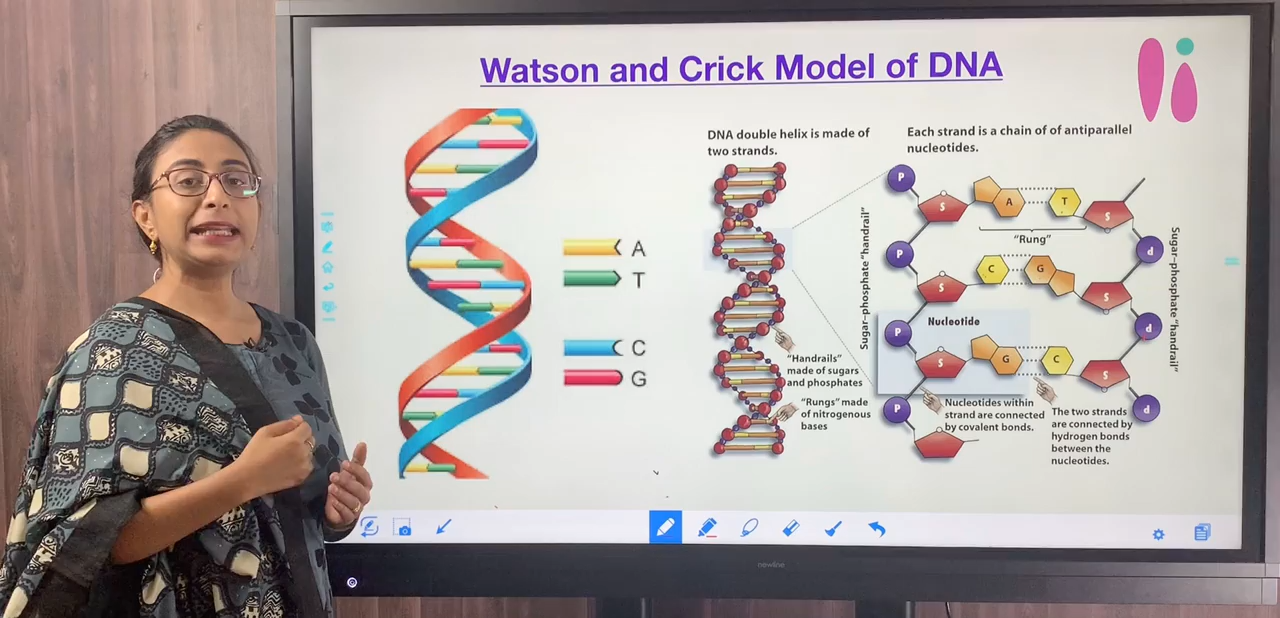 Watson and Crick Model of DNA
A
T
C
G
DNA double helix is made of
two strands.
"Handrails"
made of sugars
and phosphates
"Rungs" made
of nitrogenous
bases
Each strand is a chain of of antiparallel
nucleotides.
Sugar–phosphate "handrail"
P
S
A
T
S
"Rung"
P
P
S
C
G
S
Nucleotide
P
P
S
G
C
S
P
P
S
Nucleotides within
strand are connected
by covalent bonds.
The two strands
are connected by
hydrogen bonds
between the
nucleotides.
Sugar–phosphate "handrail"
newline